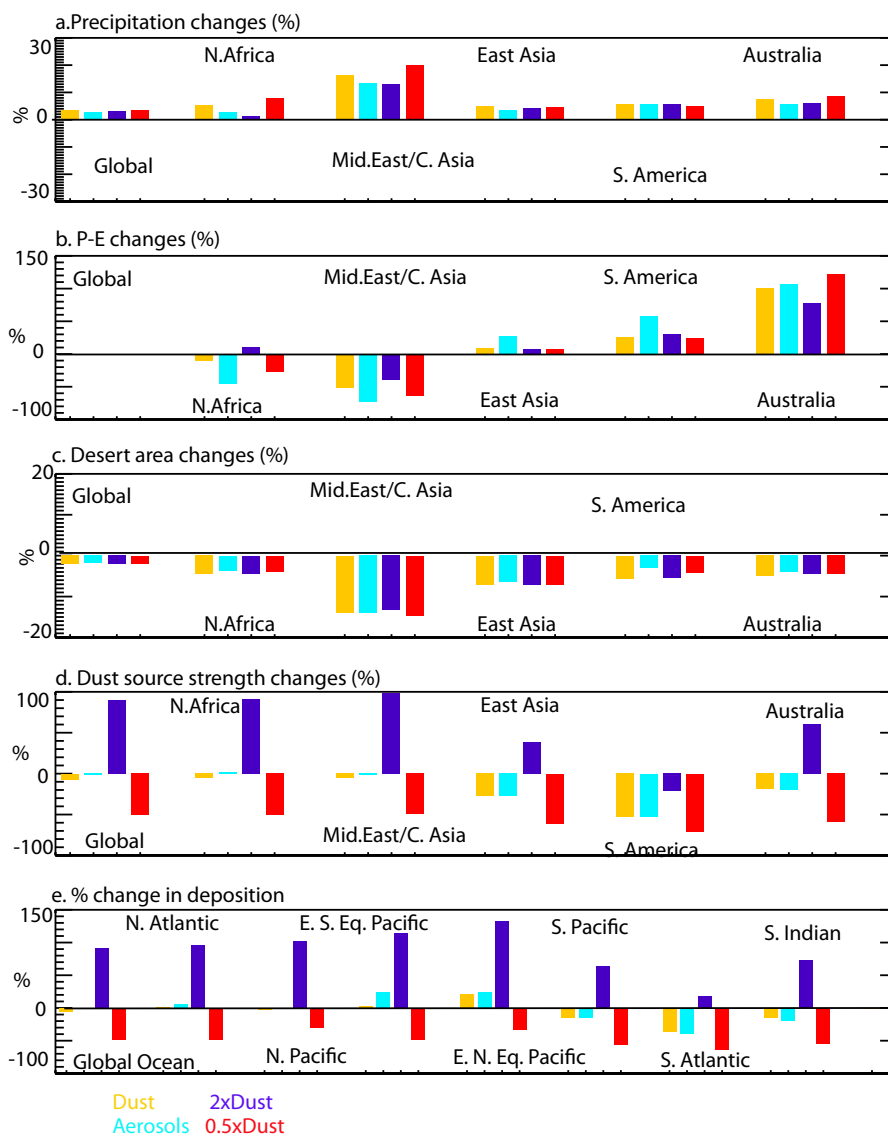 a.Precipitation changes (%)
30
N.Africa
East Asia
Australia
%
0
Global
Mid.East/C. Asia
S. America
-30
b. P-E changes (%)
150
Global
Mid.East/C. Asia
S. America
%
0
N.Africa
East Asia
Australia
-100
c. Desert area changes (%)
20
Global
Mid.East/C. Asia
S. America
%
0
N.Africa
East Asia
Australia
-20
d. Dust source strength changes (%)
100
N.Africa
East Asia
Australia
%
0
Global
Mid.East/C. Asia
S. America
-100
e. % change in deposition
150
N. Atlantic
E. S. Eq. Pacific
S. Pacific
S. Indian
%
0
Global Ocean
N. Pacific
E. N. Eq. Pacific
S. Atlantic
-100
Dust 2xDust
Aerosols 0.5xDust